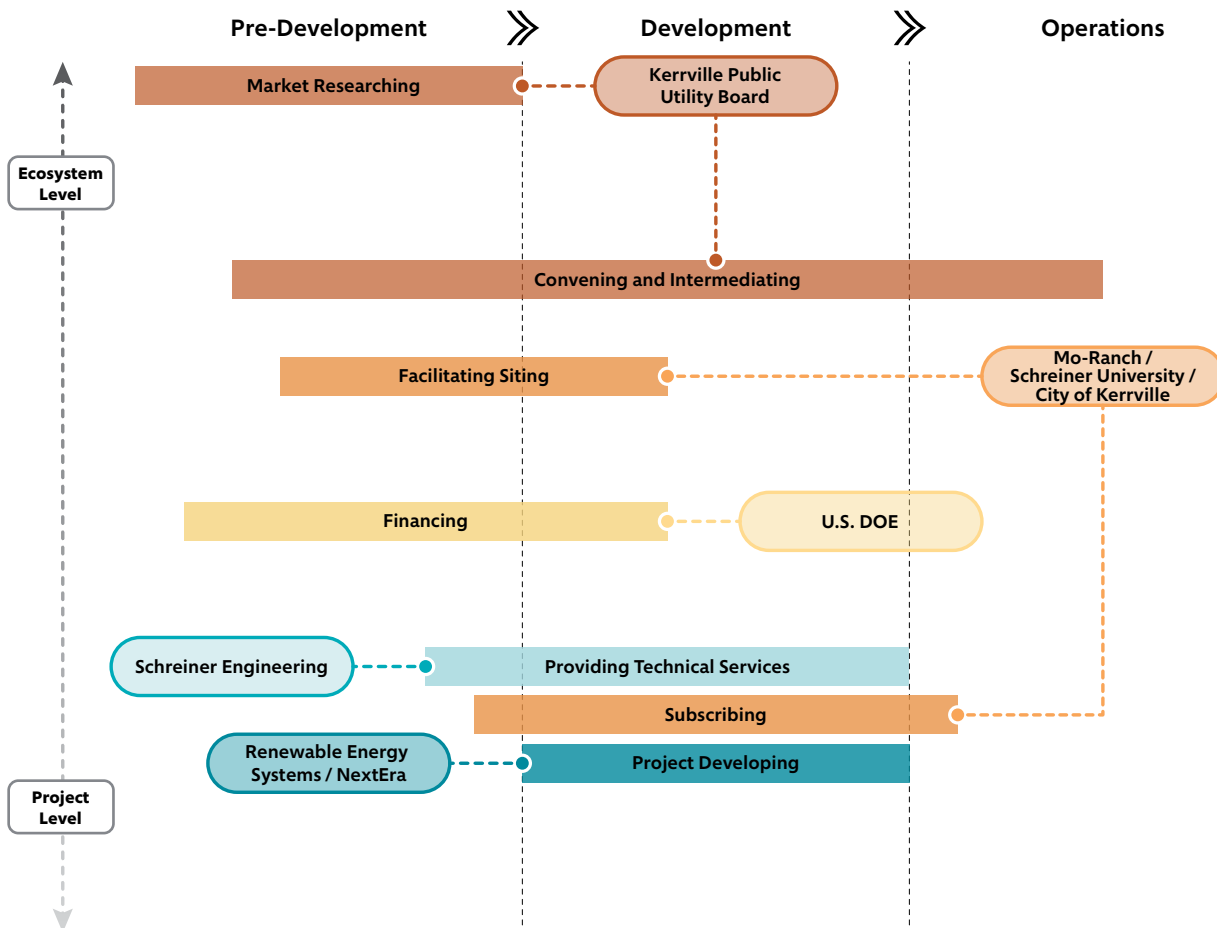 Pre-Development
Development
Operations
Market Researching
Kerrville Public
Utility Board
Ecosystem
Level
Convening and Intermediating
Facilitating Siting
Mo-Ranch /
Schreiner University /
City of Kerrville
Financing
U.S. DOE
Schreiner Engineering
Providing Technical Services
Subscribing
Renewable Energy
Systems / NextEra
Project Developing
Project
Level